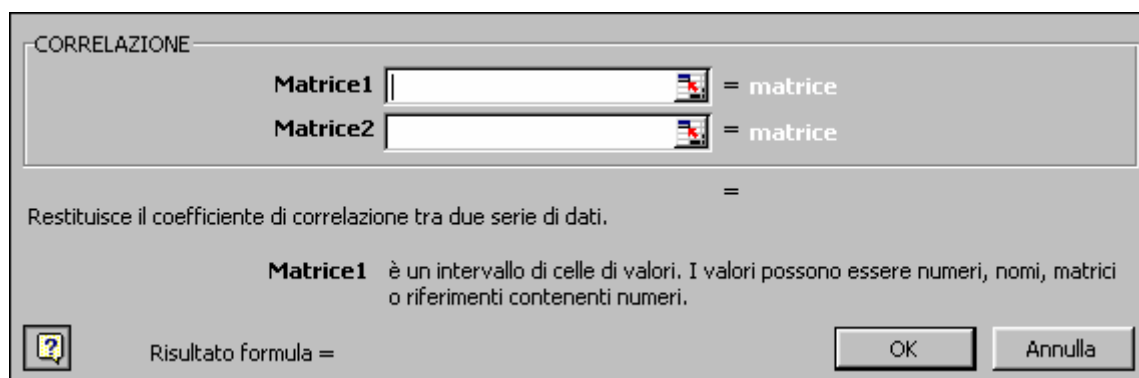 CORRELAZIONE
Matrice1 = matrice
Matrice2 = matrice
=
Restituisce il coefficiente di correlazione tra due serie di dati.
Matrice1 è un intervallo di celle di valori. I valori possono essere numeri, nomi, matrici
o riferimenti contenenti numeri.
? Risultato formula = OK Annulla